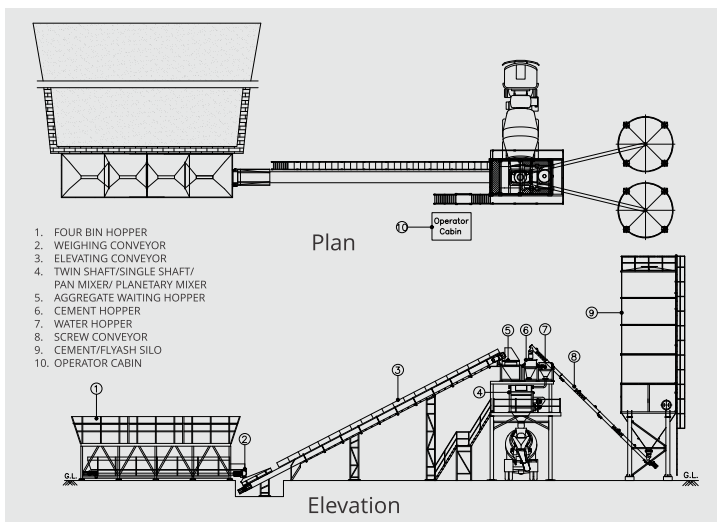 10
Operator
Cabin
Plan
1. FOUR BIN HOPPER
2. WEIGHING CONVEYOR
3. ELEVATING CONVEYOR
4. TWIN SHAFT/SINGLE SHAFT/
PAN MIXER/ PLANETARY MIXER
5. AGGREGATE WAITING HOPPER
6. CEMENT HOPPER
7. WATER HOPPER
8. SCREW CONVEYOR
9. CEMENT/FLYASH SILO
10. OPERATOR CABIN
9
5
6
7
8
3
4
1
2
G.L.
G.L.
Elevation